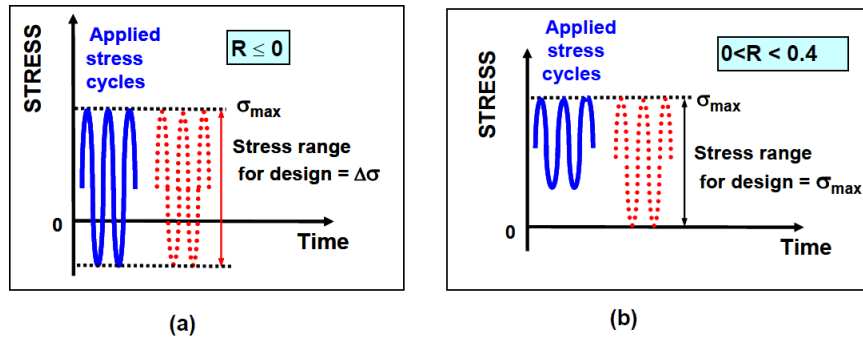 Applied
stress
cycles
R ≤ 0
STRESS
σmax
Stress range
for design = Δσ
0
Time
(a)
Applied
stress
cycles
0<R < 0.4
STRESS
σmax
Stress range
for design = σmax
0
Time
(b)